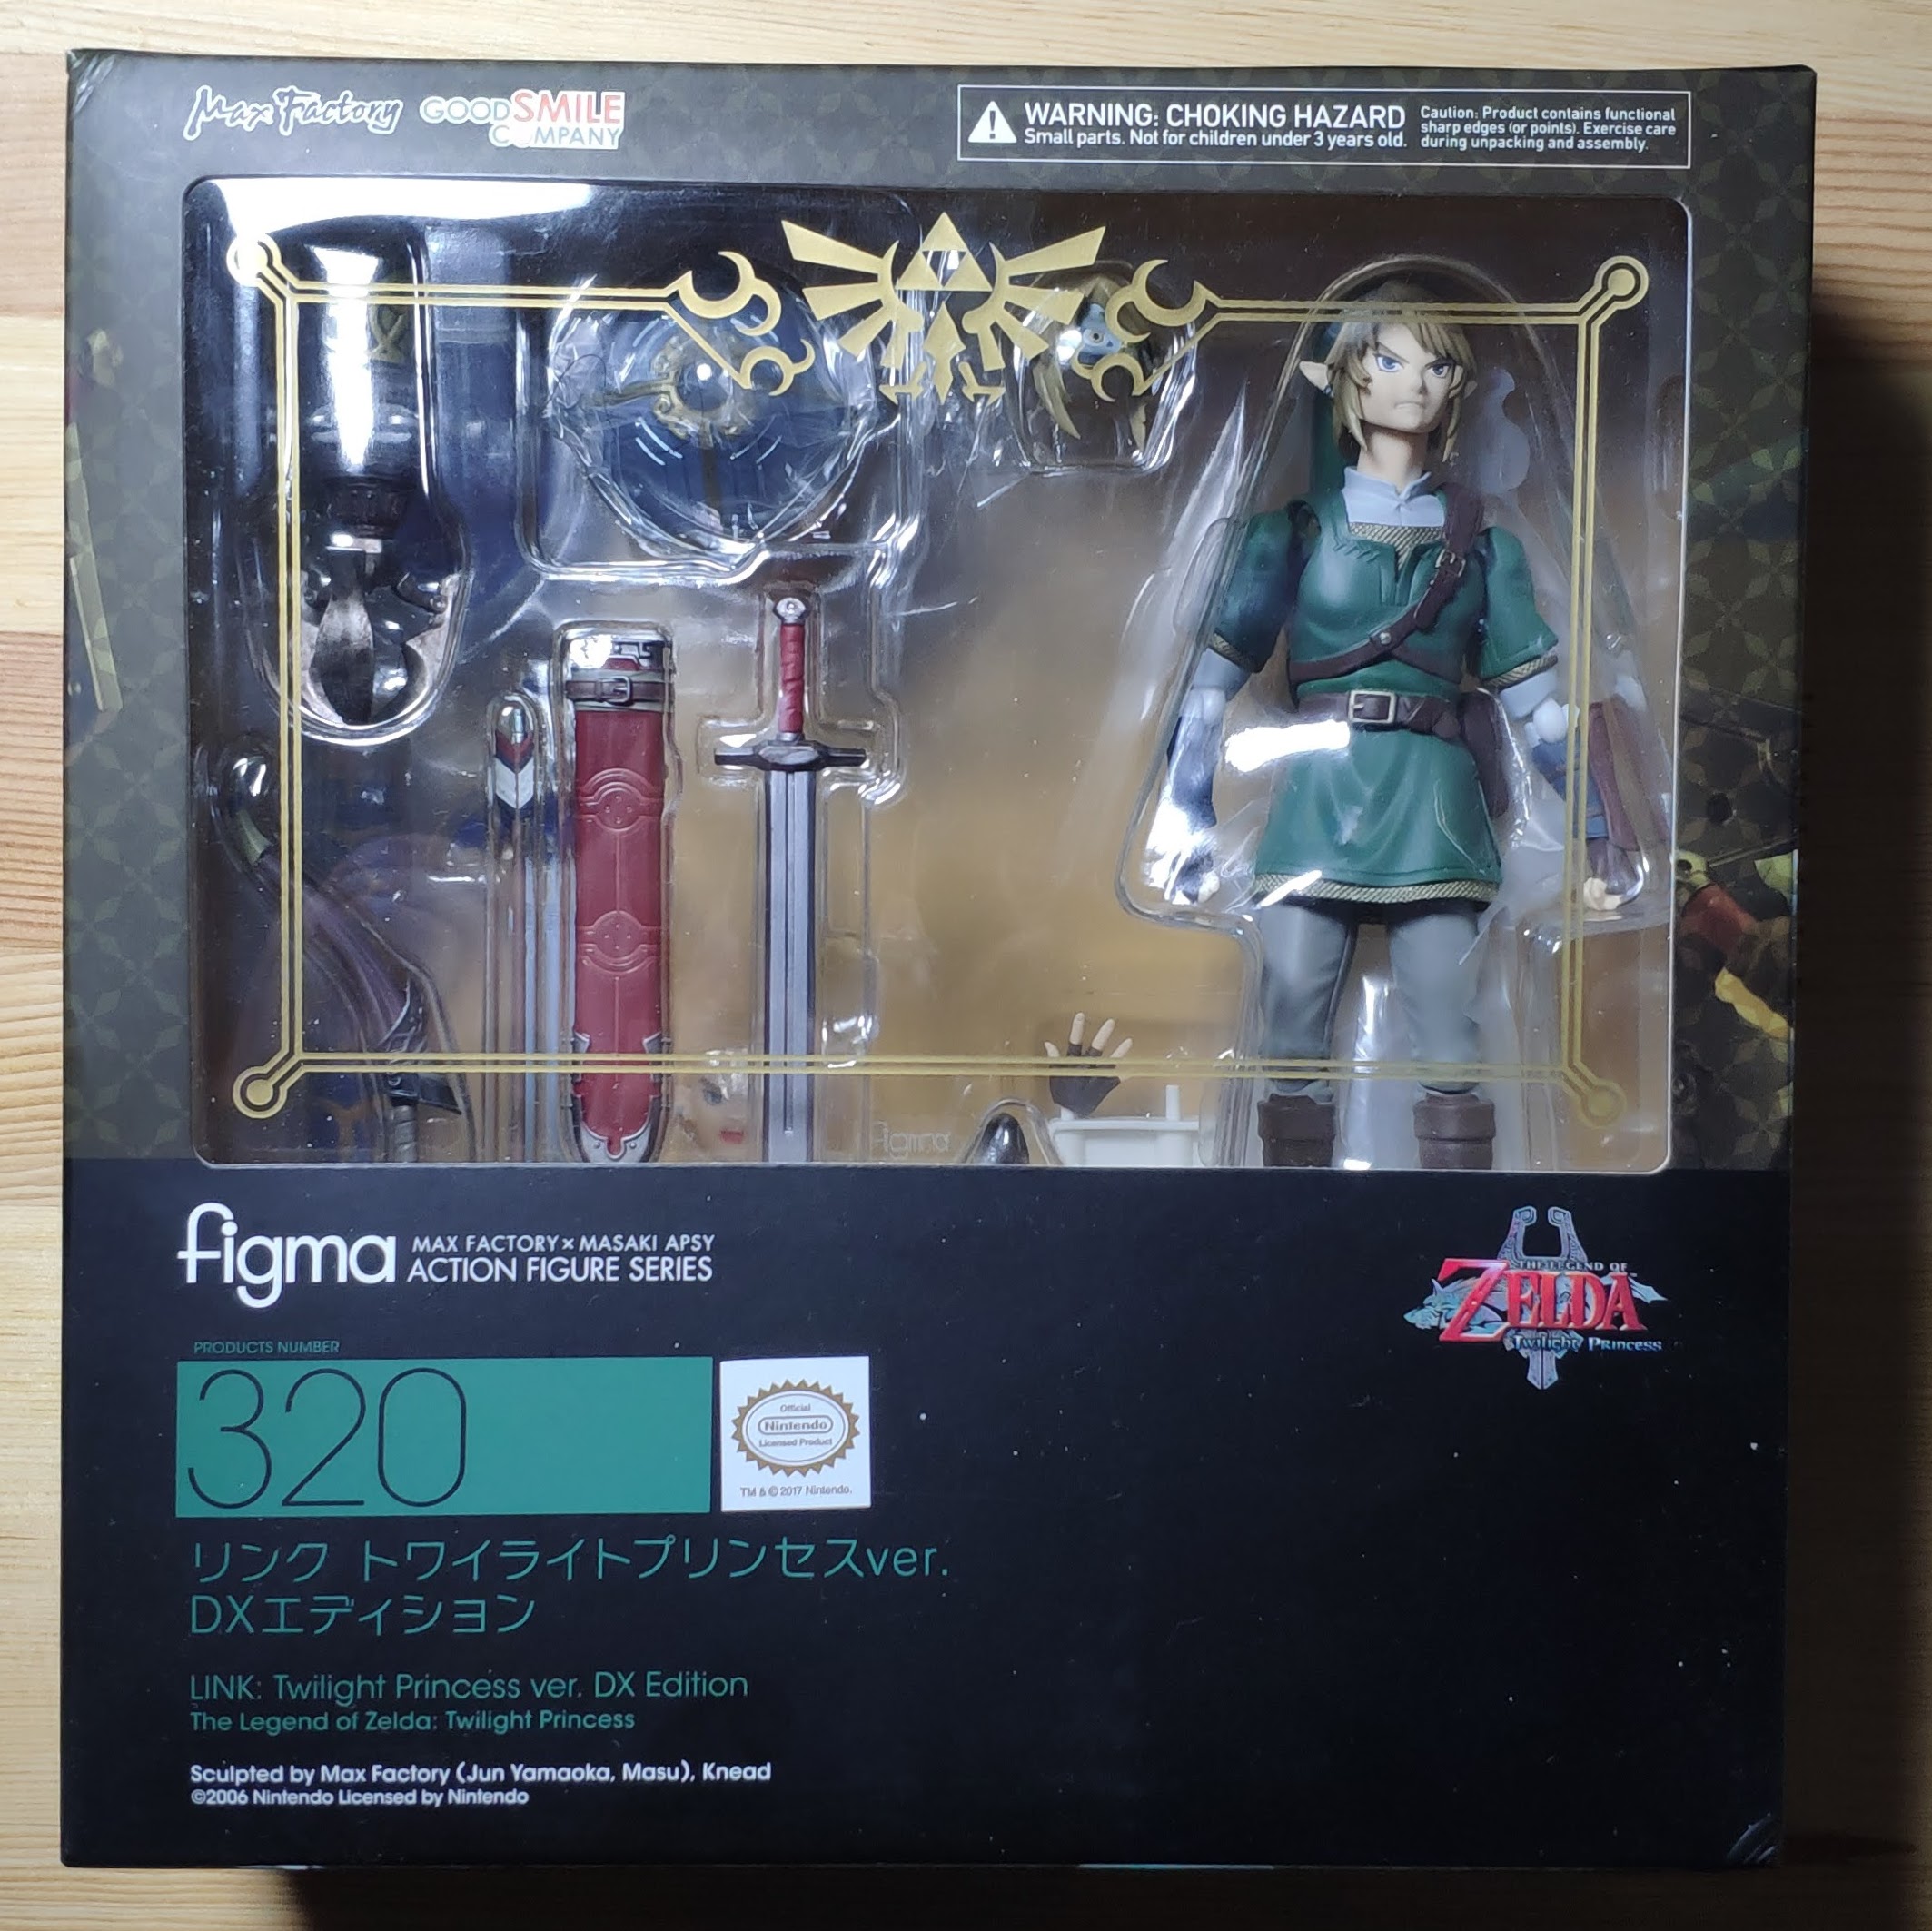 Max Factory
GOODSMILE
COMPANY
WARNING: CHOKING HAZARD
Small parts. Not for children under 3 years old.
Caution: Product contains functional
sharp edges (or points). Exercise care
during unpacking and assembly.
figma
figma
MAX FACTORY×MASAKI APSY
ACTION FIGURE SERIES
THE LEGEND OF
ZELDA
Twilight Princess
PRODUCTS NUMBER
320
Official
Nintendo
Licensed Product
TM & ©2017 Nintendo.
リンク トワイライトプリンセスver.
DXエディション
LINK: Twilight Princess ver. DX Edition
The Legend of Zelda: Twilight Princess
Sculpted by Max Factory (Jun Yamaoka, Masu), Knead
©2006 Nintendo Licensed by Nintendo